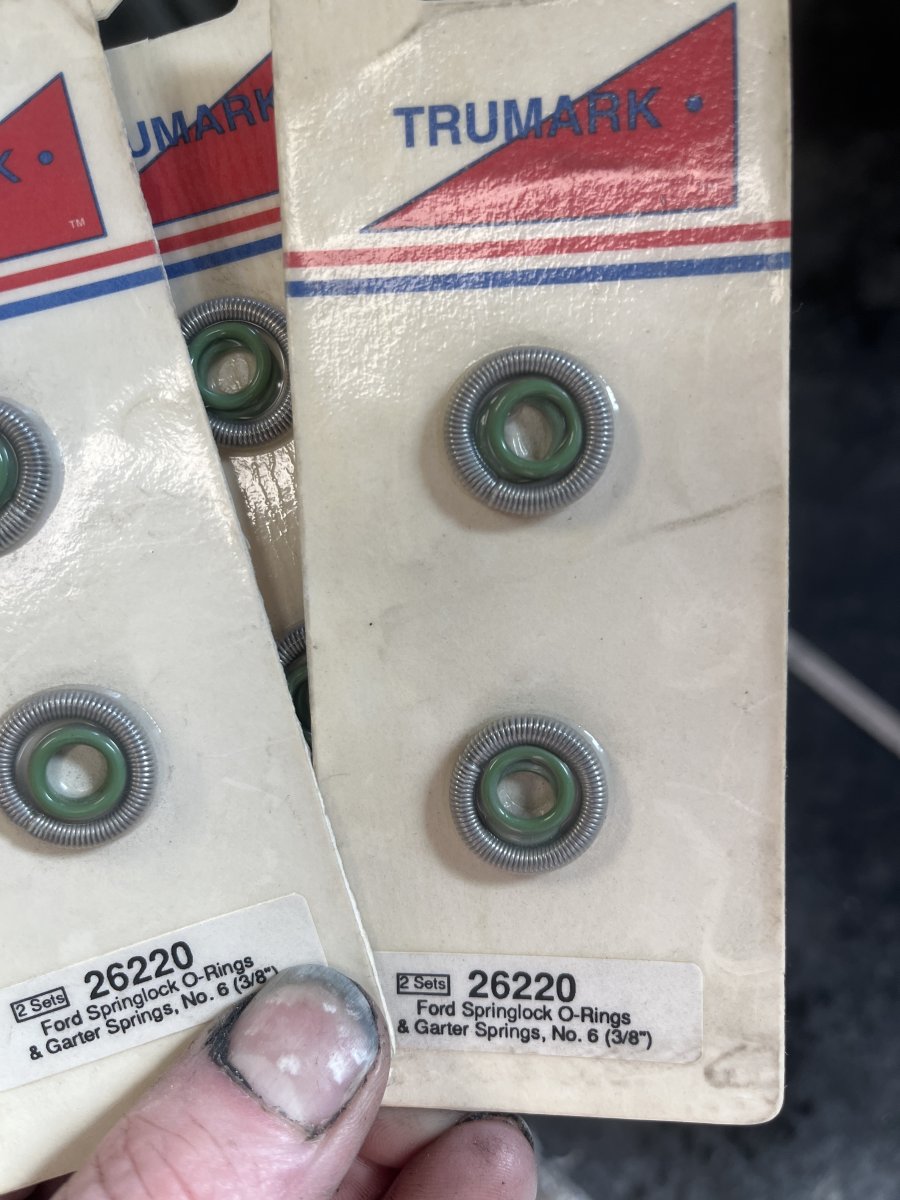 K
TM
UMARK
TRUMARK
2 Sets 26220
Ford Springlock O-Rings
& Garter Springs, No. 6 (3/8")
2 Sets 26220
Ford Springlock O-Rings
& Garter Springs, No. 6 (3/8")